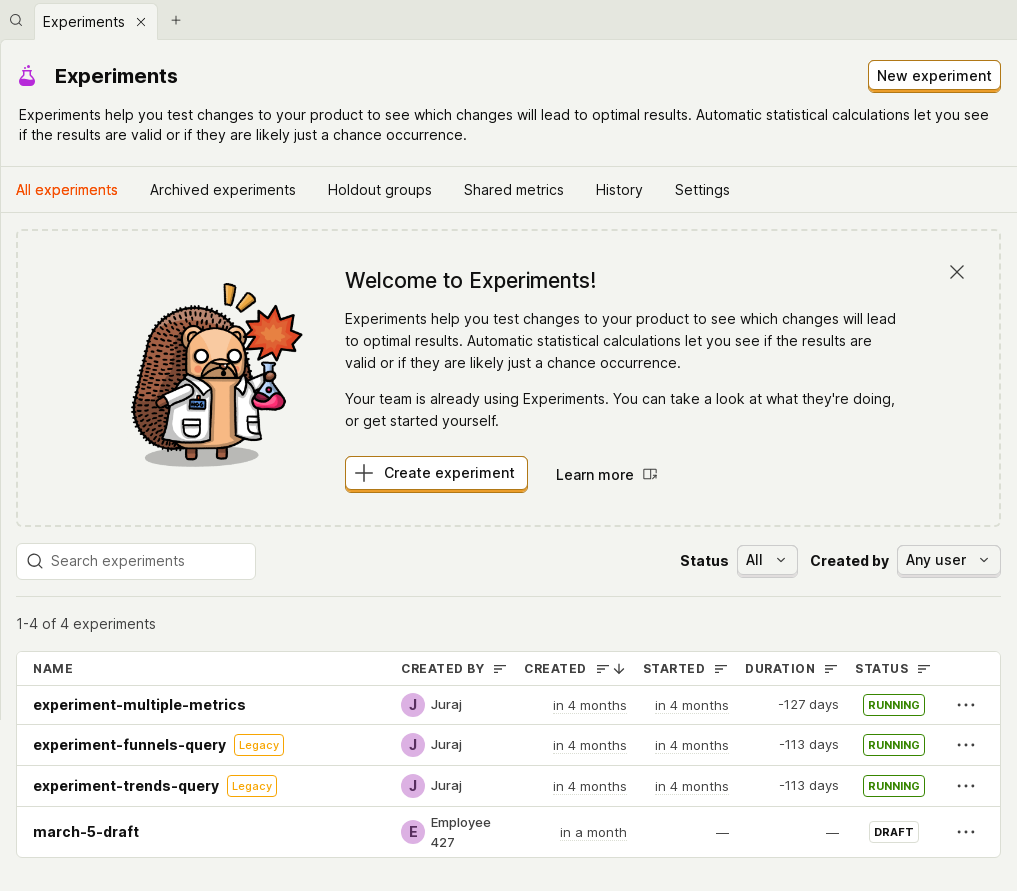 Experiments
Experiments
New experiment
Experiments help you test changes to your product to see which changes will lead to optimal results. Automatic statistical calculations let you see
if the results are valid or if they are likely just a chance occurrence.
All experiments Archived experiments Holdout groups Shared metrics History Settings
Welcome to Experiments!
Experiments help you test changes to your product to see which changes will lead
to optimal results. Automatic statistical calculations let you see if the results are
valid or if they are likely just a chance occurrence.
Your team is already using Experiments. You can take a look at what they're doing,
or get started yourself.
Create experiment Learn more
Search experiments Status All Created by Any user
1-4 of 4 experiments
NAME CREATED BY CREATED STARTED DURATION STATUS
experiment-multiple-metrics J Juraj in 4 months in 4 months -127 days RUNNING
experiment-funnels-query Legacy J Juraj in 4 months in 4 months -113 days RUNNING
experiment-trends-query Legacy J Juraj in 4 months in 4 months -113 days RUNNING
march-5-draft E Employee 427 in a month — — DRAFT